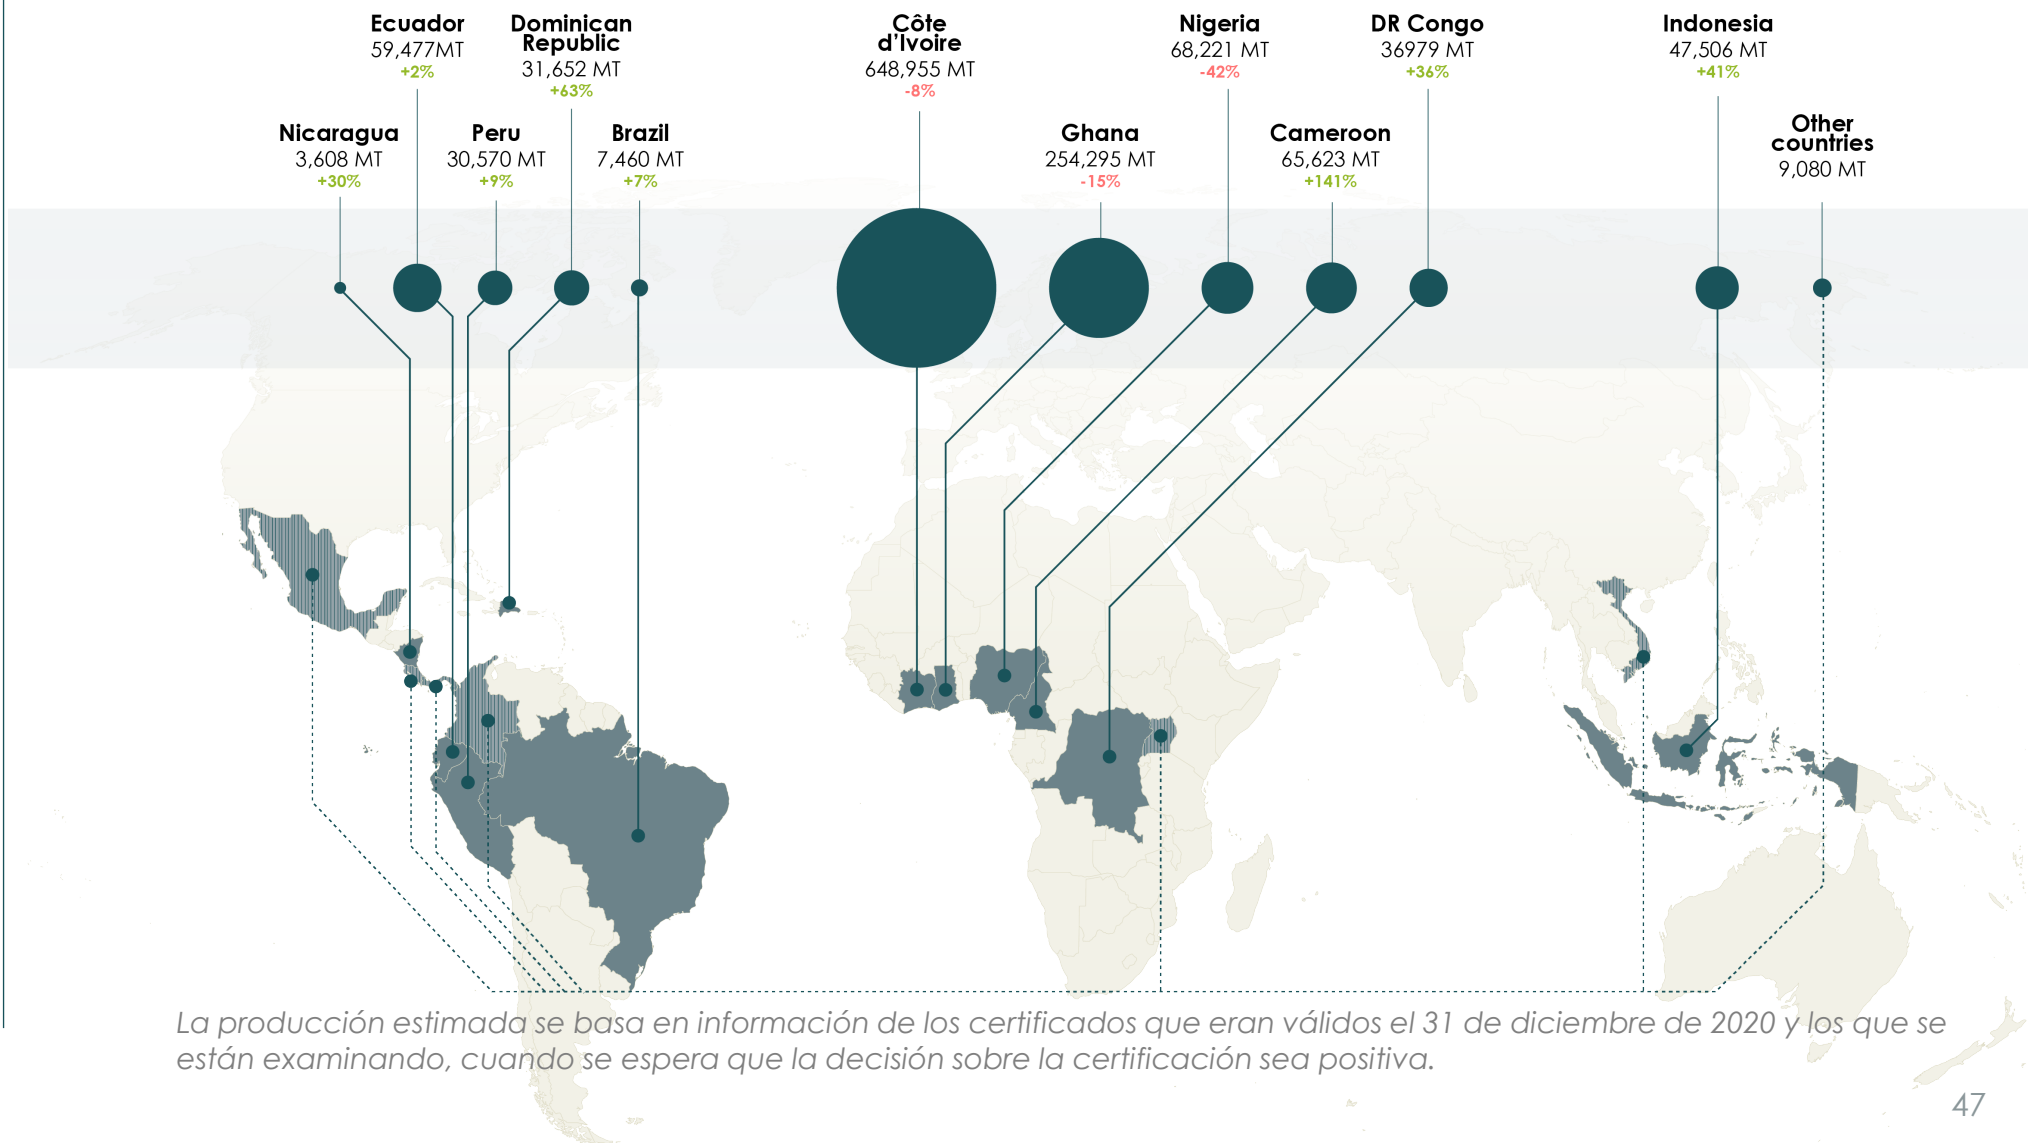 Ecuador
59,477MT
+2%
Dominican
Republic
31,652 MT
+63%
Côte
d’Ivoire
648,955 MT
-8%
Nigeria
68,221 MT
-42%
DR Congo
36979 MT
+36%
Indonesia
47,506 MT
+41%
Nicaragua
3,608 MT
+30%
Peru
30,570 MT
+9%
Brazil
7,460 MT
+7%
Ghana
254,295 MT
-15%
Cameroon
65,623 MT
+141%
Other
countries
9,080 MT
La producción estimada se basa en información de los certificados que eran válidos el 31 de diciembre de 2020 y los que se
están examinando, cuando se espera que la decisión sobre la certificación sea positiva.
47